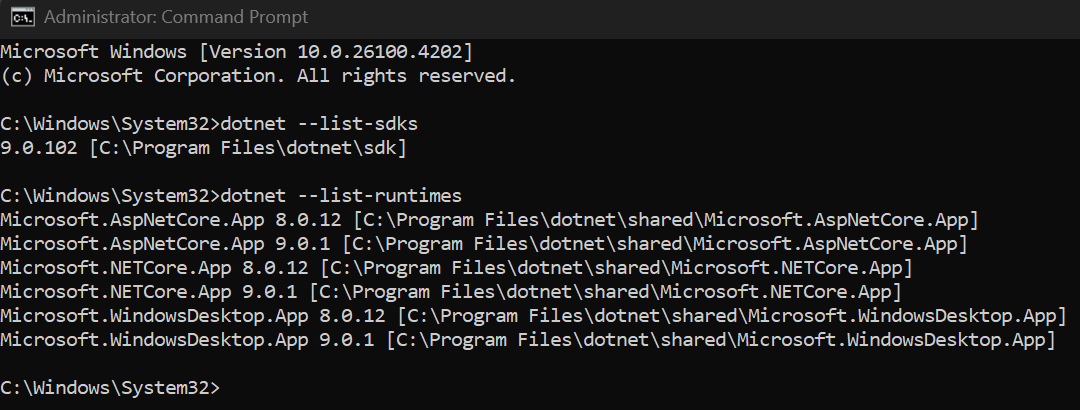 Administrator: Command Prompt
Microsoft Windows [Version 10.0.26100.4202]
(c) Microsoft Corporation. All rights reserved.
C:\Windows\System32>dotnet --list-sdks
9.0.102 [C:\Program Files\dotnet\sdk]
C:\Windows\System32>dotnet --list-runtimes
Microsoft.AspNetCore.App 8.0.12 [C:\Program Files\dotnet\shared\Microsoft.AspNetCore.App]
Microsoft.AspNetCore.App 9.0.1 [C:\Program Files\dotnet\shared\Microsoft.AspNetCore.App]
Microsoft.NETCore.App 8.0.12 [C:\Program Files\dotnet\shared\Microsoft.NETCore.App]
Microsoft.NETCore.App 9.0.1 [C:\Program Files\dotnet\shared\Microsoft.NETCore.App]
Microsoft.WindowsDesktop.App 8.0.12 [C:\Program Files\dotnet\shared\Microsoft.WindowsDesktop.App]
Microsoft.WindowsDesktop.App 9.0.1 [C:\Program Files\dotnet\shared\Microsoft.WindowsDesktop.App]
C:\Windows\System32>